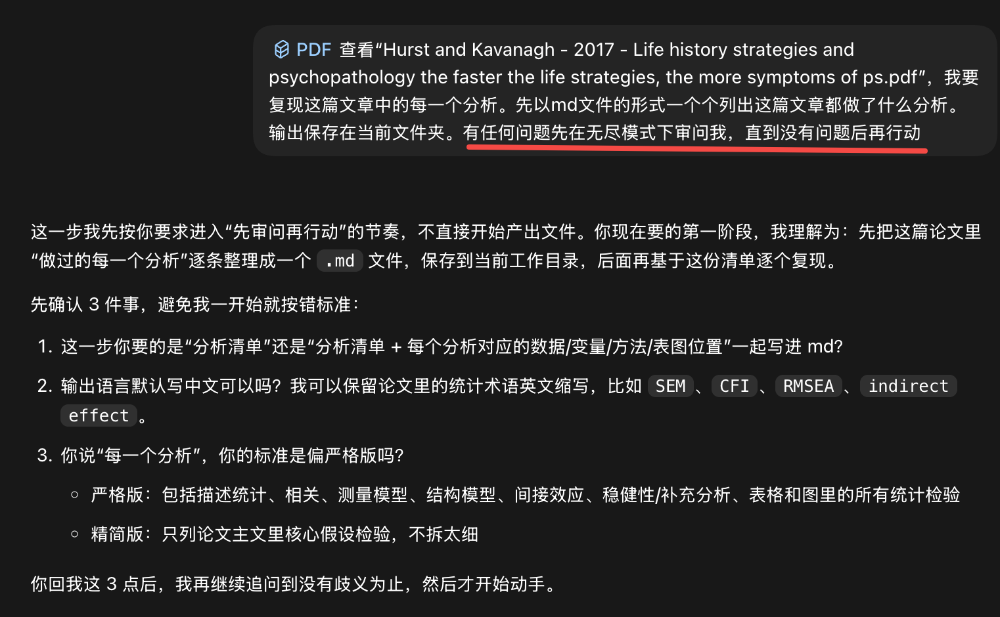 PDF 查看“Hurst and Kavanagh - 2017 - Life history strategies and
psychopathology the faster the life strategies, the more symptoms of ps.pdf”，我要
复现这篇文章中的每一个分析。先以md文件的形式一个个列出这篇文章都做了什么分析。
输出保存在当前文件夹。有任何问题先在无尽模式下审问我，直到没有问题后再行动
这一步我先按你要求进入“先审问再行动”的节奏，不直接开始产出文件。你现在要的第一阶段，我理解为：先把这篇论文里
“做过的每一个分析”逐条整理成一个 .md 文件，保存到当前工作目录，后面再基于这份清单逐个复现。
先确认 3 件事，避免我一开始就按错标准：
1. 这一步你要的是“分析清单”还是“分析清单 + 每个分析对应的数据/变量/方法/表图位置”一起写进 md?
2. 输出语言默认写中文可以吗？我可以保留论文里的统计术语英文缩写，比如 SEM、CFI、RMSEA、indirect
effect。
3. 你说“每一个分析”，你的标准是偏严格版吗?
○ 严格版：包括描述统计、相关、测量模型、结构模型、间接效应、稳健性/补充分析、表格和图里的所有统计检验
○ 精简版：只列论文主文里核心假设检验，不拆太细
你回我这 3 点后，我再继续追问到没有歧义为止，然后才开始动手。